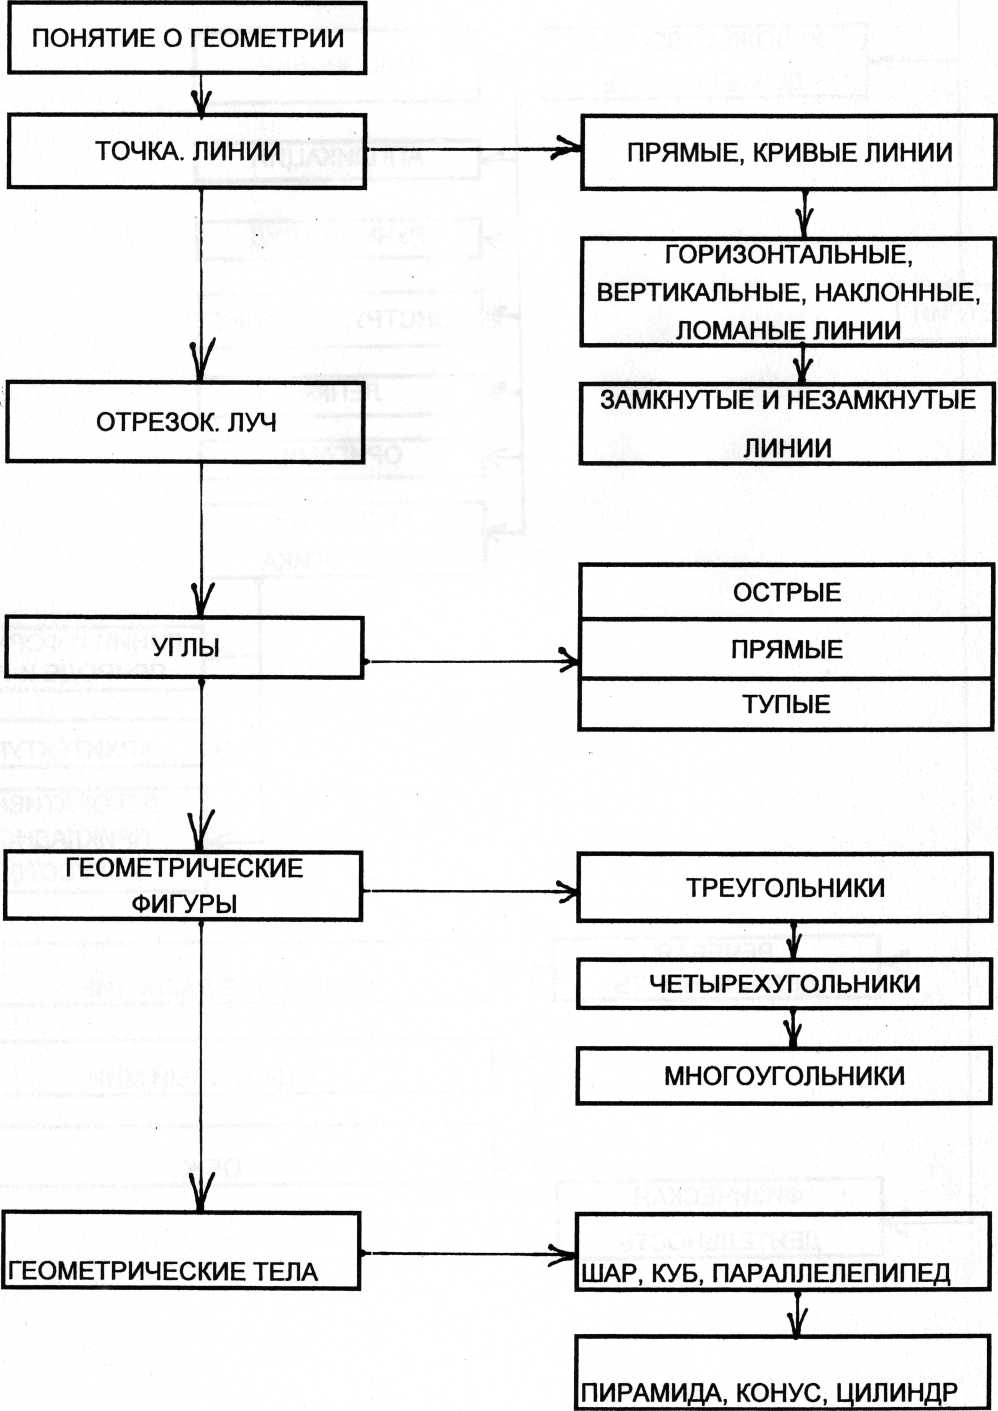 ПОНЯТИЕ О ГЕОМЕТРИИ
ТОЧКА. ЛИНИИ
ПРЯМЫЕ, КРИВЫЕ ЛИНИИ
ГОРИЗОНТАЛЬНЫЕ,
ВЕРТИКАЛЬНЫЕ, НАКЛОННЫЕ,
ЛОМАНЫЕ ЛИНИИ
ОТРЕЗОК. ЛУЧ
ЗАМКНУТЫЕ И НЕЗАМКНУТЫЕ
ЛИНИИ
УГЛЫ
ОСТРЫЕ
ПРЯМЫЕ
ТУПЫЕ
ГЕОМЕТРИЧЕСКИЕ
ФИГУРЫ
ТРЕУГОЛЬНИКИ
ЧЕТЫРЕХУГОЛЬНИКИ
МНОГОУГОЛЬНИКИ
ГЕОМЕТРИЧЕСКИЕ ТЕЛА
ШАР, КУБ, ПАРАЛЛЕЛЕПИПЕД
ПИРАМИДА, КОНУС, ЦИЛИНДР